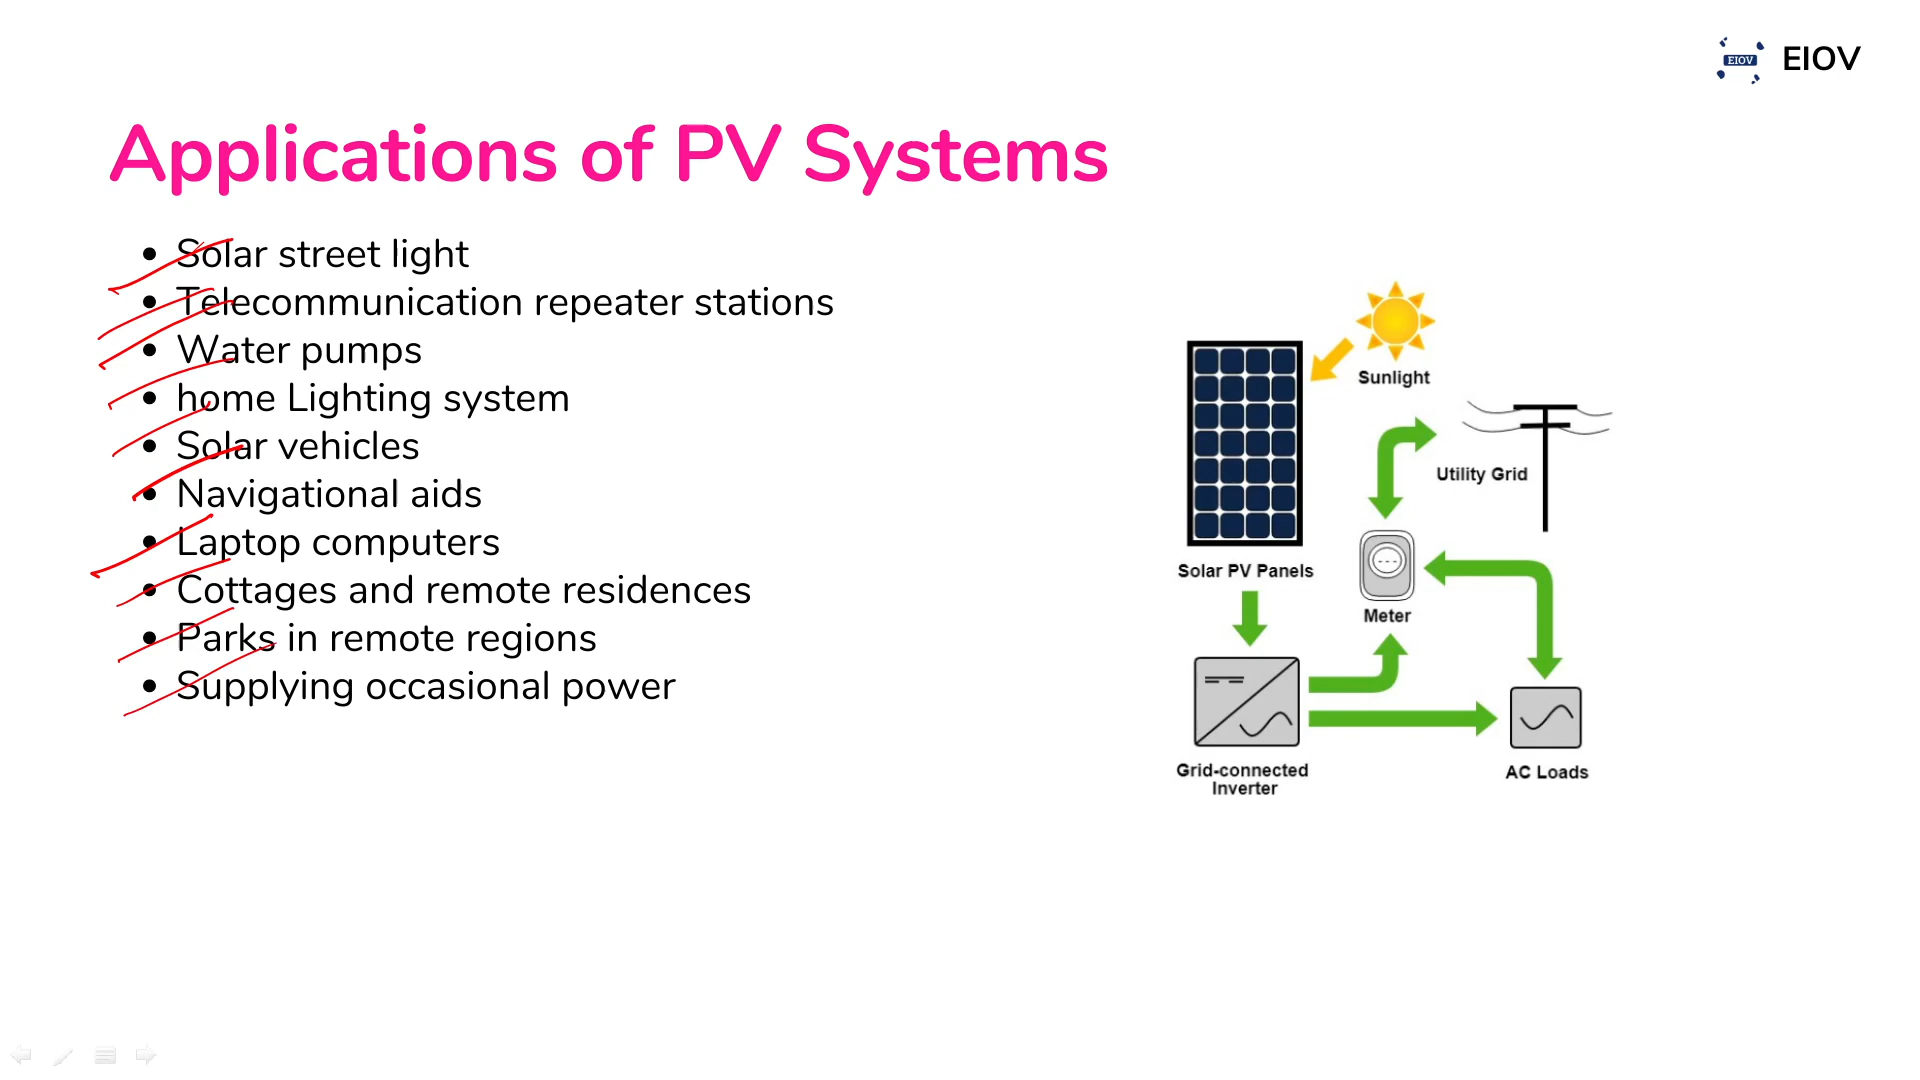 EIOV EIOV
Applications of PV Systems
• Solar street light
• Telecommunication repeater stations
• Water pumps
• home Lighting system
• Solar vehicles
• Navigational aids
• Laptop computers
• Cottages and remote residences
• Parks in remote regions
• Supplying occasional power
Sunlight
Utility Grid
Solar PV Panels
Meter
Grid-connected
Inverter
AC Loads